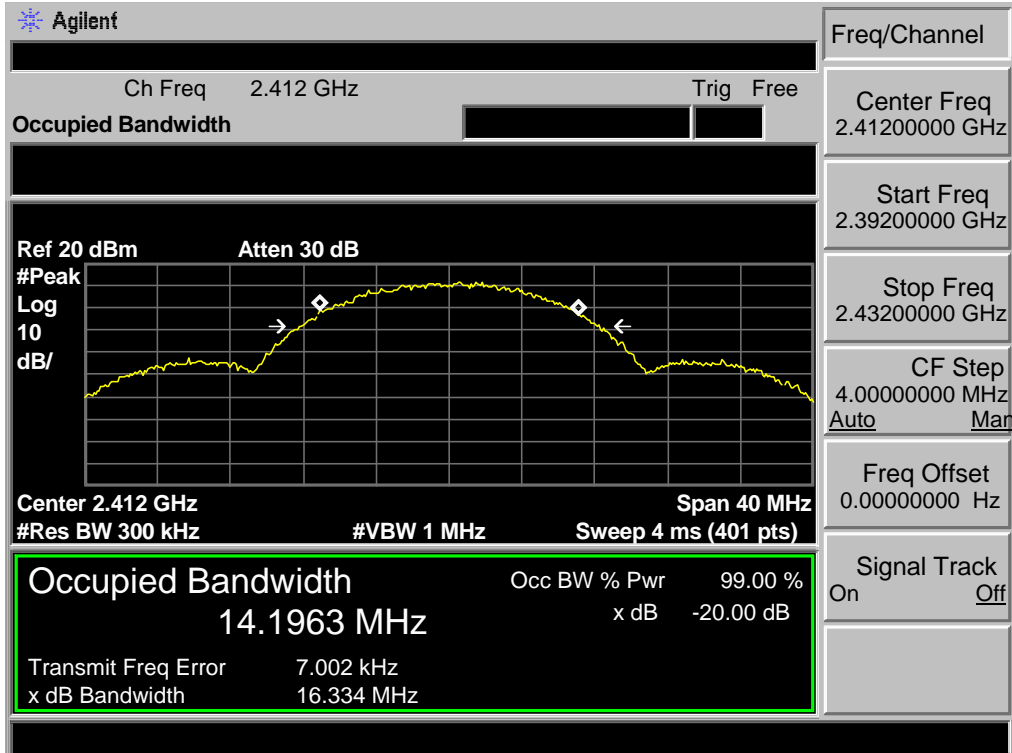 Agilent
Freq/Channel
Ch Freq 2.412 GHz Trig Free
Occupied Bandwidth
Center Freq
2.41200000 GHz
Start Freq
2.39200000 GHz
Stop Freq
2.43200000 GHz
CF Step
4.00000000 MHz
Auto Man
Freq Offset
0.00000000 Hz
Signal Track
On Off
Ref 20 dBm Atten 30 dB
#Peak
Log
10
dB/
Center 2.412 GHz Span 40 MHz
#Res BW 300 kHz #VBW 1 MHz Sweep 4 ms (401 pts)
Occupied Bandwidth Occ BW % Pwr 99.00 %
14.1963 MHz x dB -20.00 dB
Transmit Freq Error 7.002 kHz
x dB Bandwidth 16.334 MHz